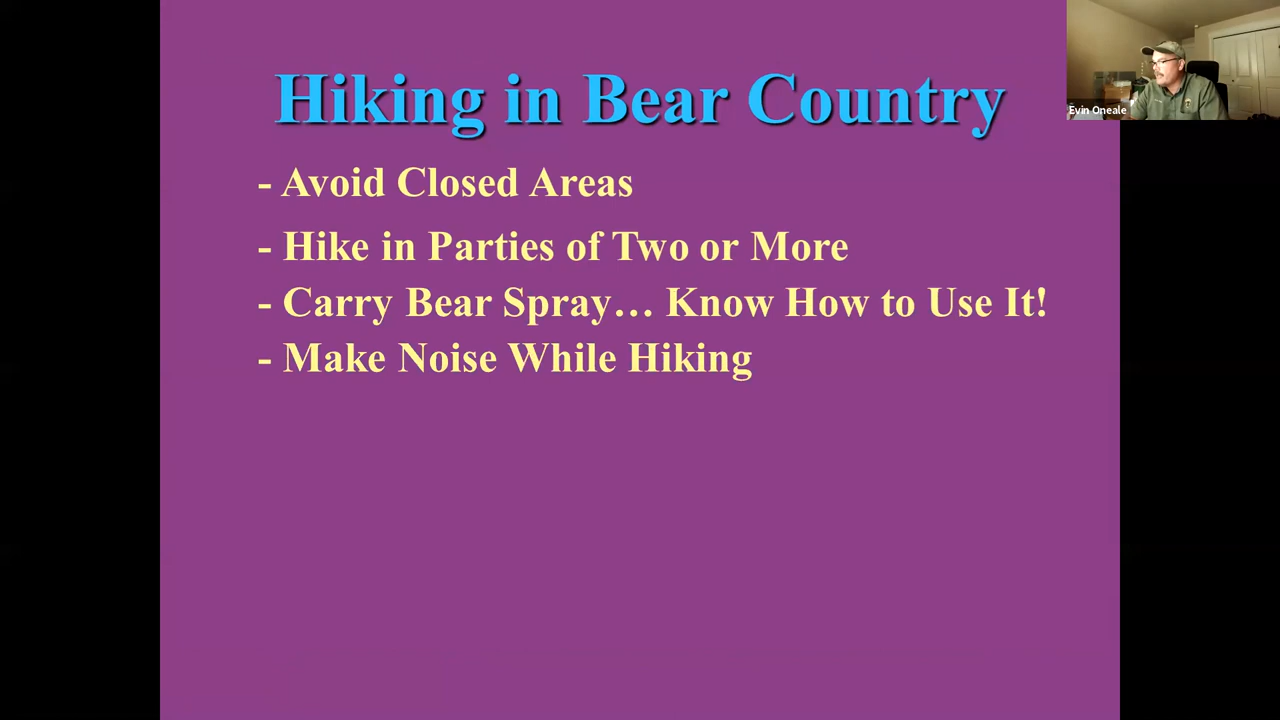 Hiking in Bear Country
- Avoid Closed Areas
- Hike in Parties of Two or More
- Carry Bear Spray… Know How to Use It!
- Make Noise While Hiking
Evin Oneale